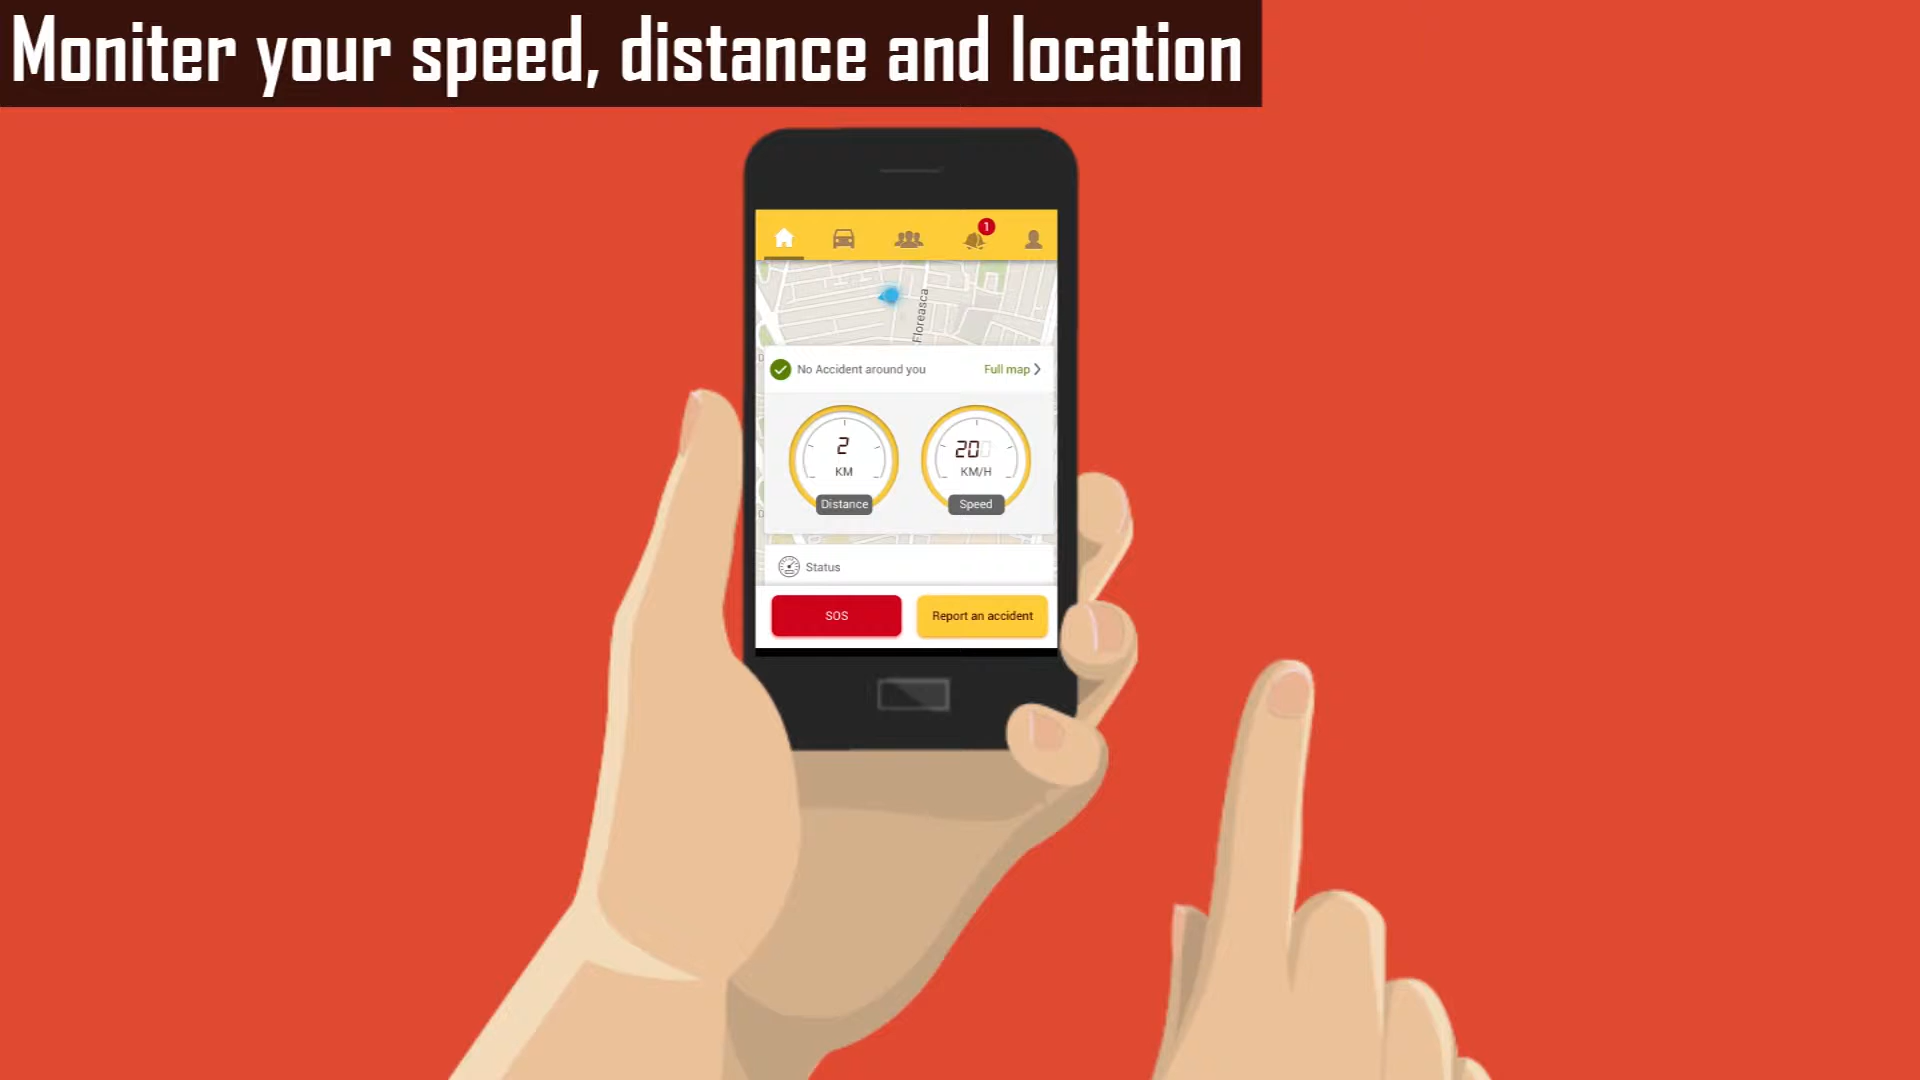 Moniter your speed, distance and location
1
Floreasca
No Accident around you
Full map
2
KM
Distance
20
KM/H
Speed
Status
SOS
Report an accident